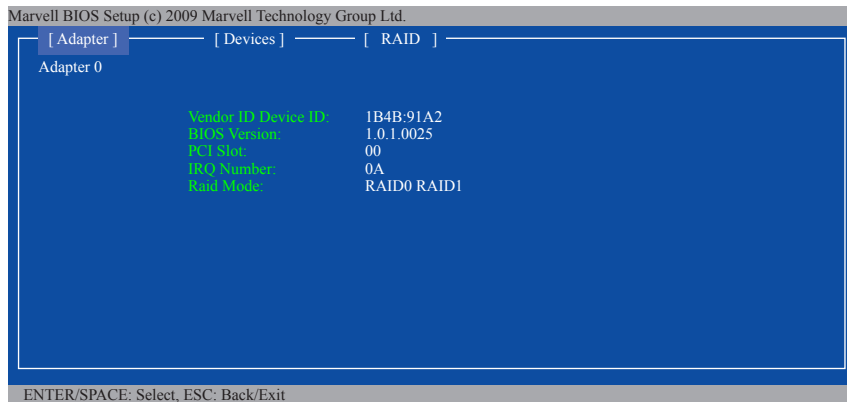 Marvell BIOS Setup (c) 2009 Marvell Technology Group Ltd.
[ Adapter ] [ Devices ] [ RAID ]
Adapter 0
Vendor ID Device ID: 1B4B:91A2
BIOS Version: 1.0.1.0025
PCI Slot: 00
IRQ Number: 0A
Raid Mode: RAID0 RAID1
ENTER/SPACE: Select, ESC: Back/Exit